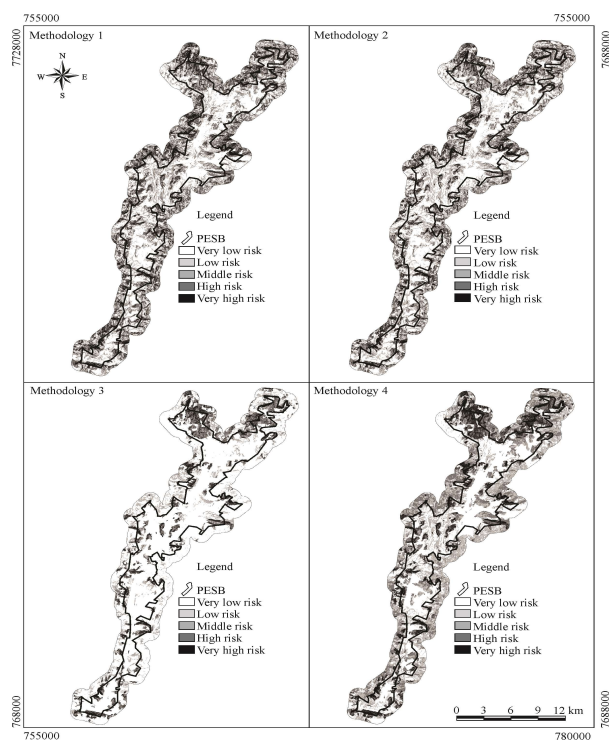 755000
755000
7728000
7688000
Methodology 1
N
W E
S
Legend
PESB
Very low risk
Low risk
Middle risk
High risk
Very high risk
Methodology 2
Legend
PESB
Very low risk
Low risk
Middle risk
High risk
Very high risk
Methodology 3
Legend
PESB
Very low risk
Low risk
Middle risk
High risk
Very high risk
Methodology 4
Legend
PESB
Very low risk
Low risk
Middle risk
High risk
Very high risk
0 3 6 9 12 km
768000
7688000
755000
780000